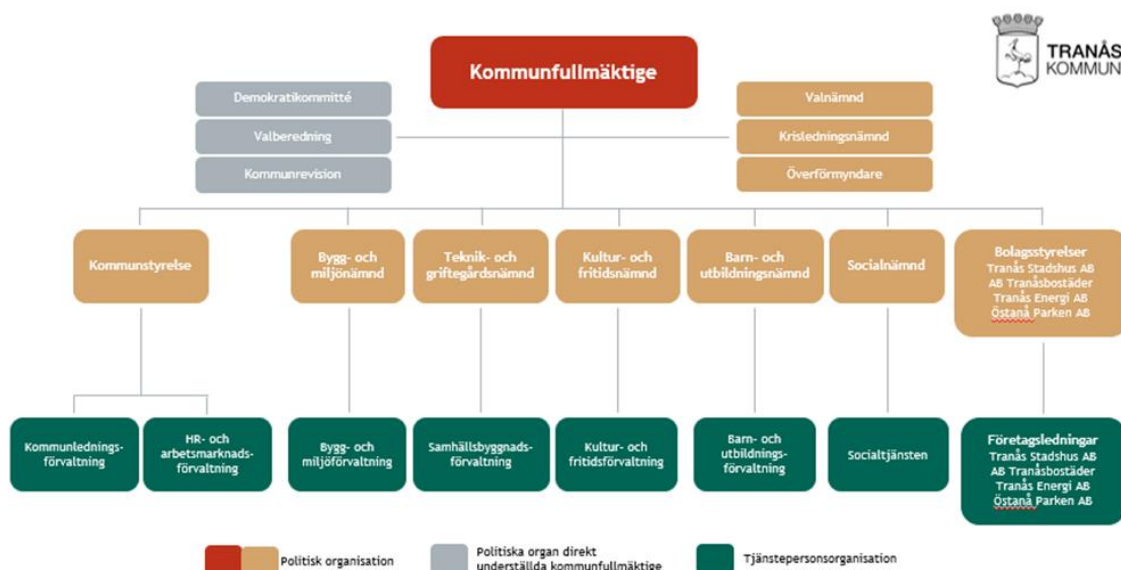 TRANÅS
KOMMUN
Kommunfullmäktige
Demokratikommitté
Valberedning
Kommunrevision
Valnämnd
Krisledningsnämnd
Överförmyndare
Kommunstyrelse
Bygg- och
miljönämnd
Teknik- och
griftegårdsnämnd
Kultur- och
fritidsnämnd
Barn- och
utbildningsnämnd
Socialnämnd
Bolagsstyrelser
Tranås Stadshus AB
AB Tranåsbostäder
Tranås Energi AB
Östanå Parken AB
Kommunlednings-
förvaltning
HR- och
arbetsmarknads-
förvaltning
Bygg- och
miljöförvaltning
Samhällsbyggnads-
förvaltning
Kultur- och
fritidsförvaltning
Barn- och
utbildnings-
förvaltning
Socialtjänsten
Företagsledningar
Tranås Stadshus AB
AB Tranåsbostäder
Tranås Energi AB
Östanå Parken AB
Politisk organisation
Politiska organ direkt
underställda kommunfullmäktige
Tjänstepersonsorganisation